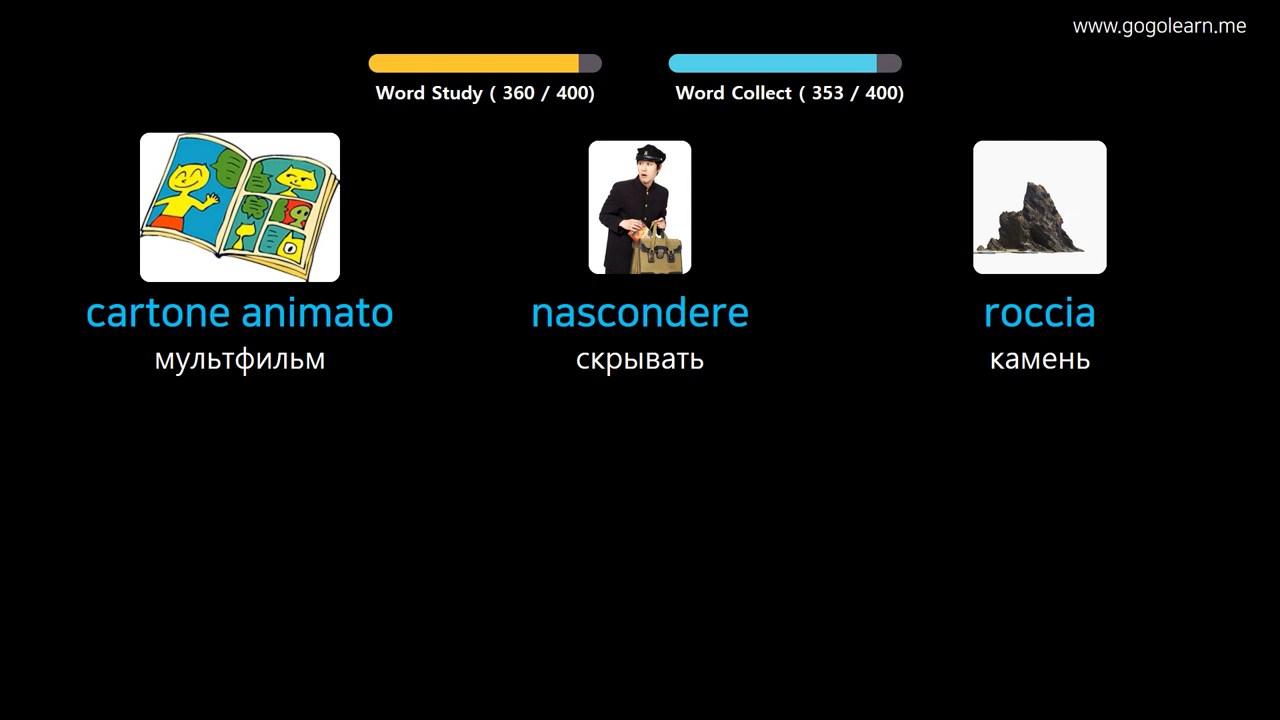 www.gogolearn.me
Word Study ( 360 / 400)
Word Collect ( 353 / 400)
cartone animato
мультфильм
nascondere
скрывать
roccia
камень